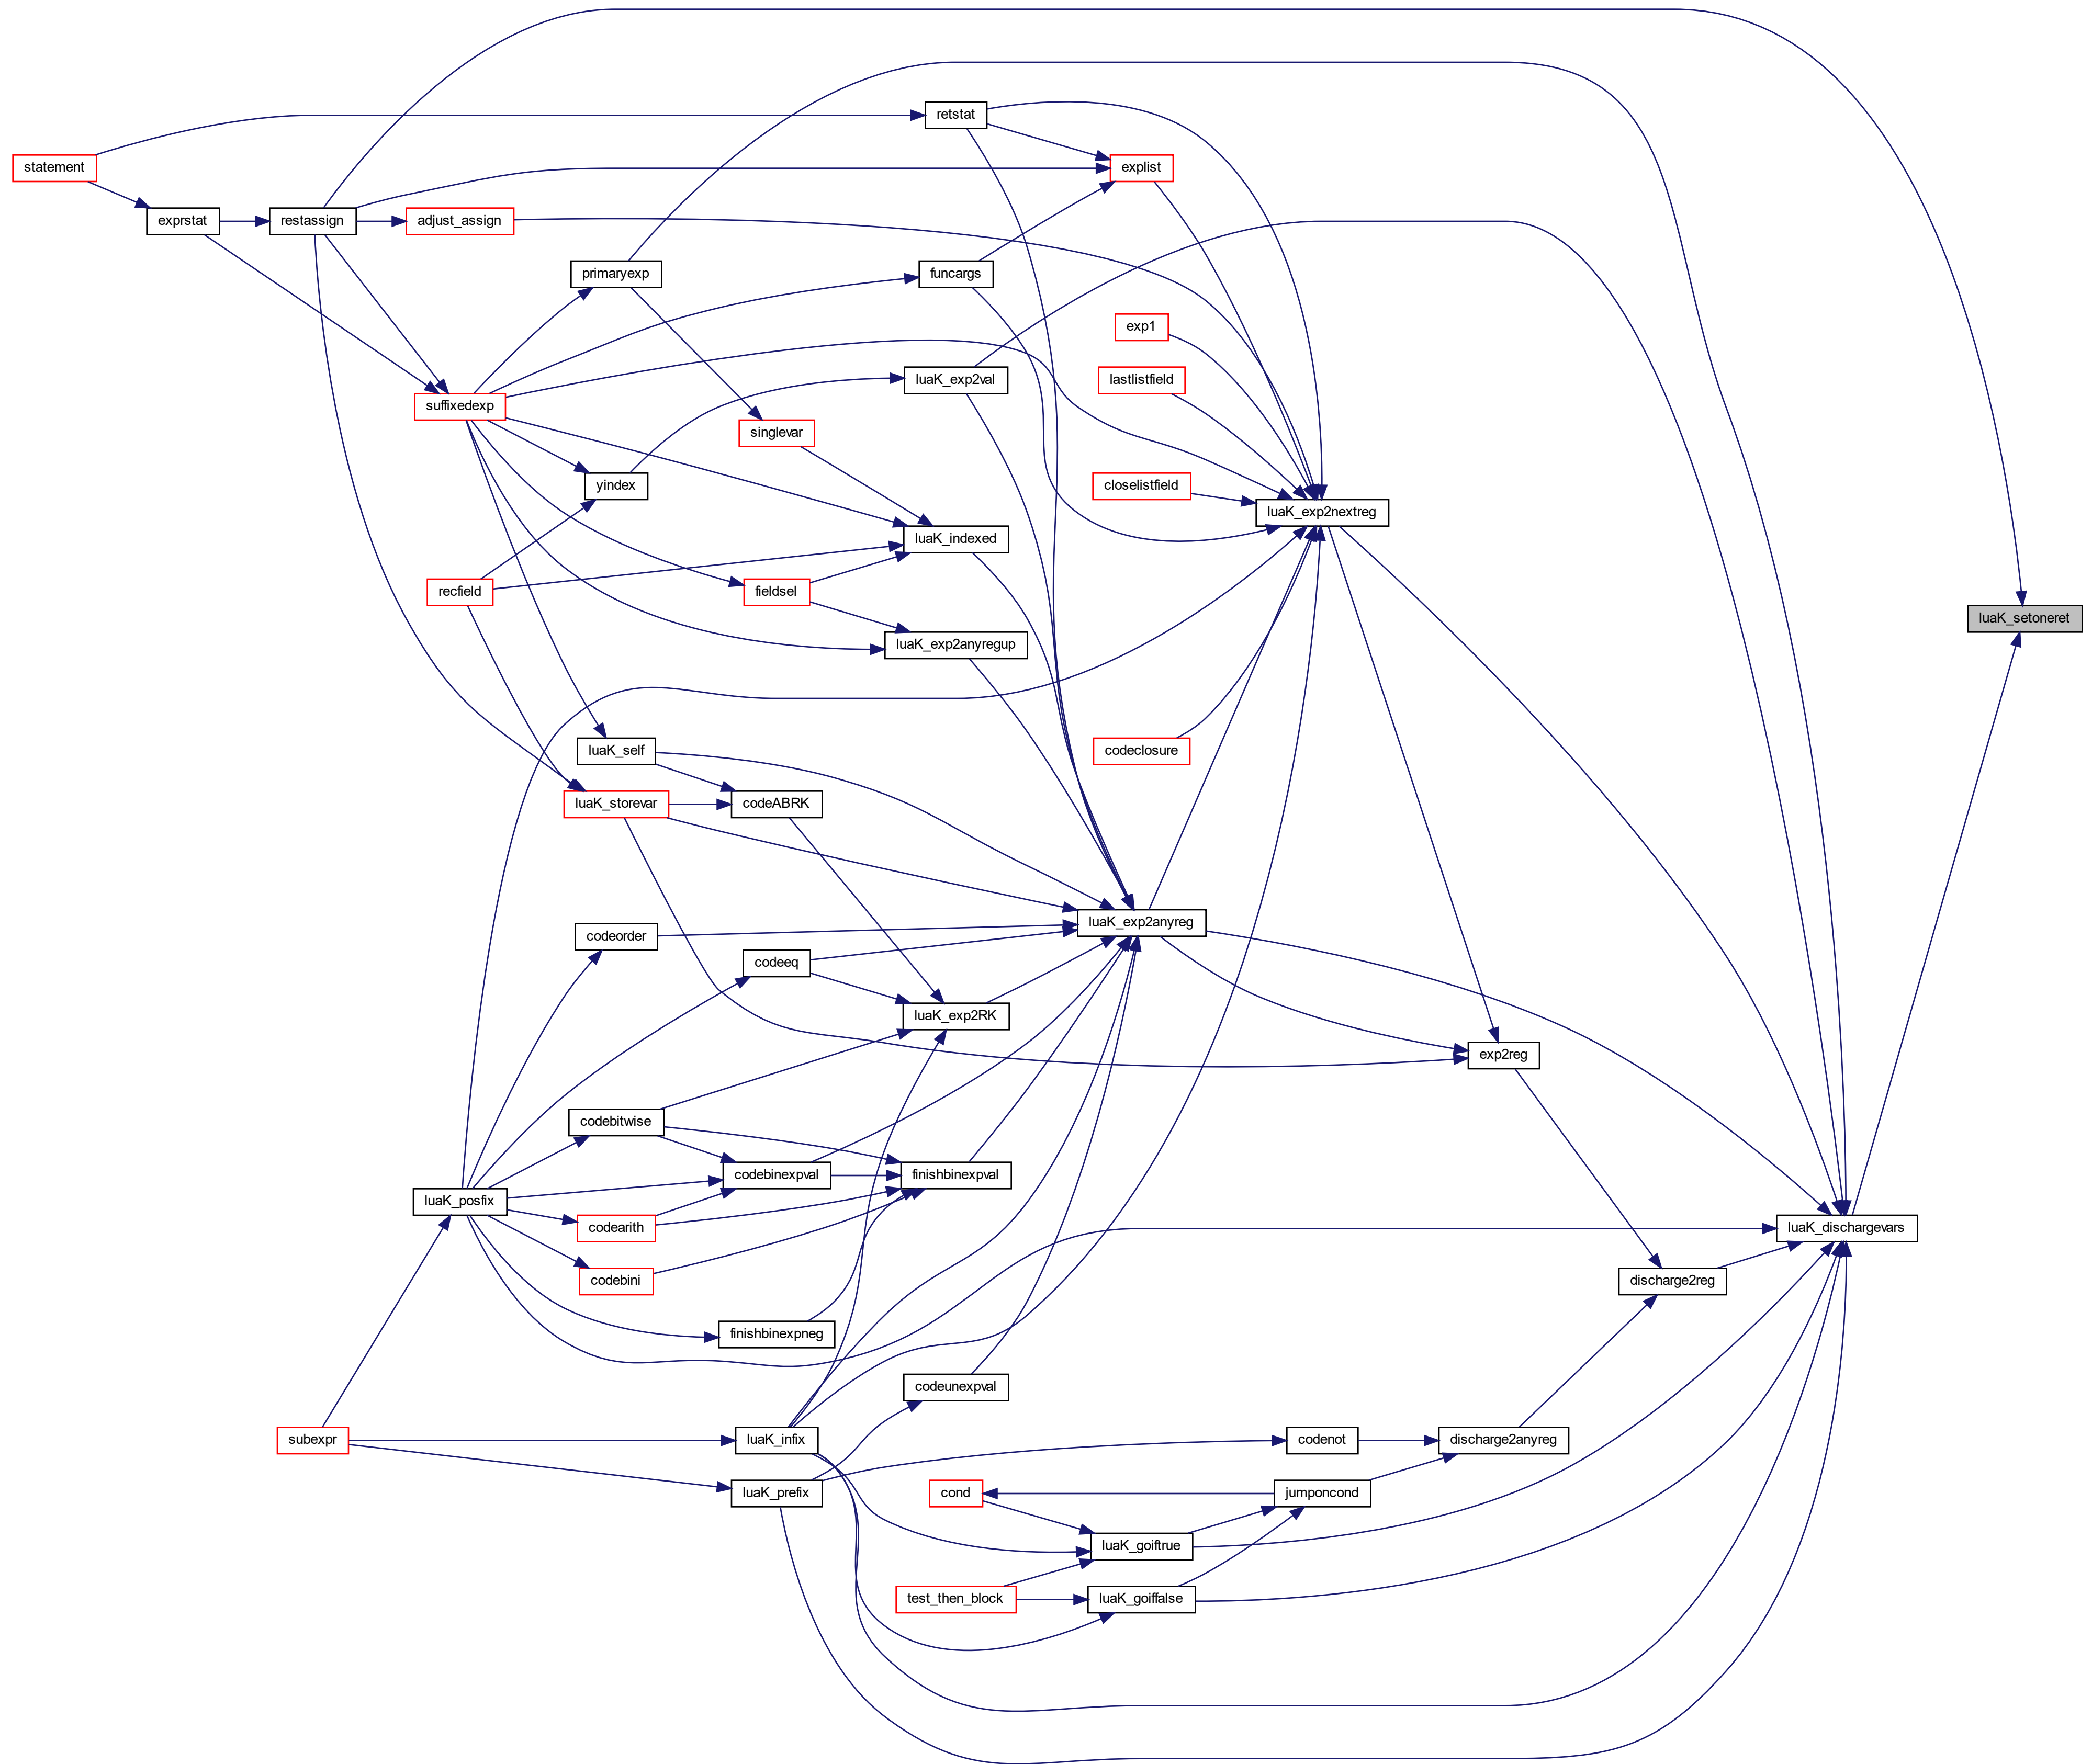 retstat
statement
explist
exprstat
restassign
adjust_assign
primaryexp
funcargs
exp1
luaK_exp2val
lastlistfield
suffixedexp
singlevar
yindex
closelistfield
luaK_exp2nextreg
luaK_indexed
recfield
fieldsel
luaK_setoneret
luaK_exp2anyregup
luaK_self
codeclosure
luaK_storevar
codeABRK
luaK_exp2anyreg
codeorder
codeeq
luaK_exp2RK
exp2reg
codebitwise
codebinexpval
finishbinexpval
luaK_posfix
codearith
luaK_dischargevars
codebini
discharge2reg
finishbinexpneg
codeunexpval
subexpr
luaK_infix
codenot
discharge2anyreg
luaK_prefix
cond
jumponcond
luaK_goiftrue
test_then_block
luaK_goiffalse